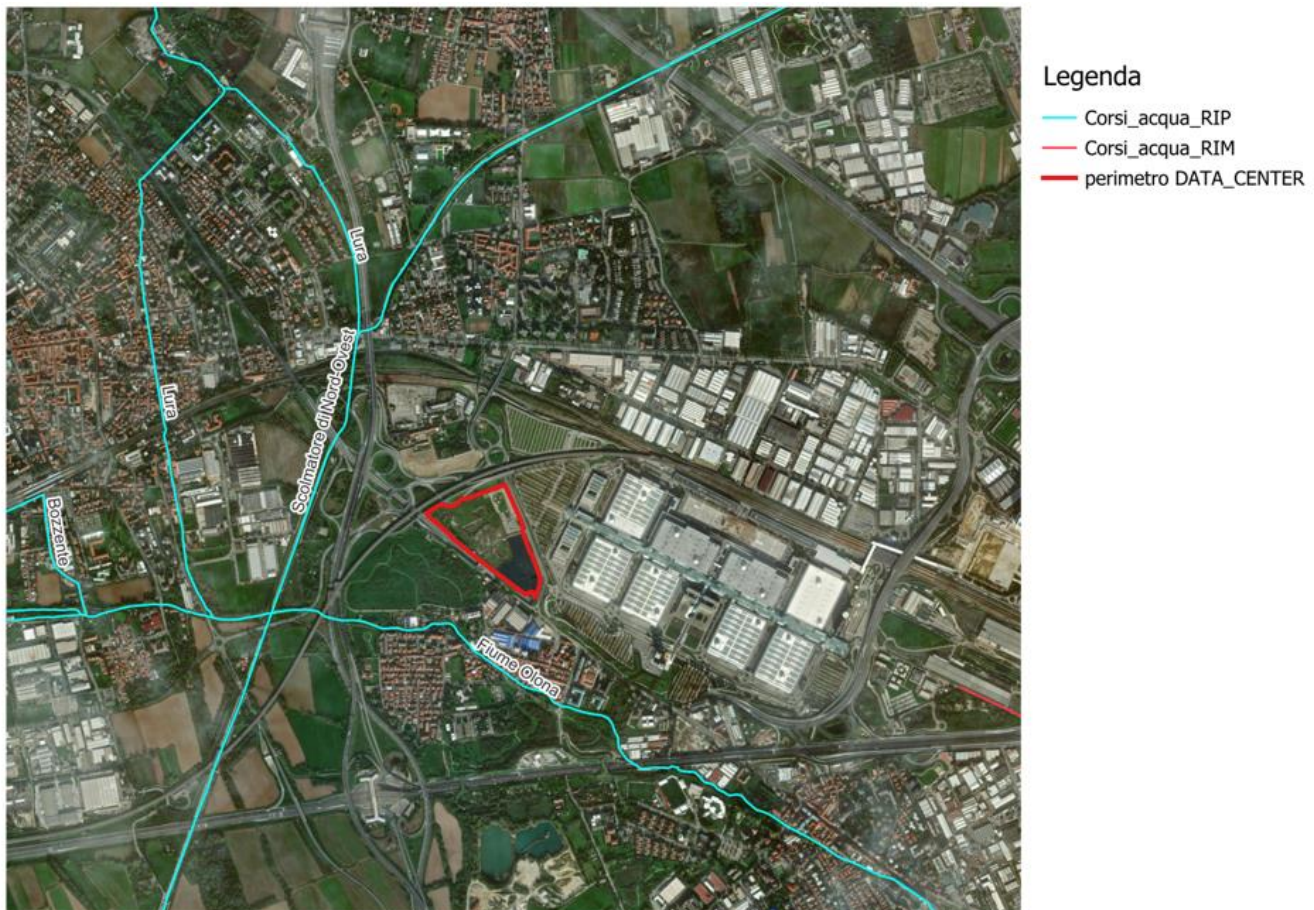 Legenda
Corsi_acqua_RIP
Corsi_acqua_RIM
perimetro DATA_CENTER
Lura
Scolmatore di Nord-Ovest
Lura
Bozzente
Fiume Olona